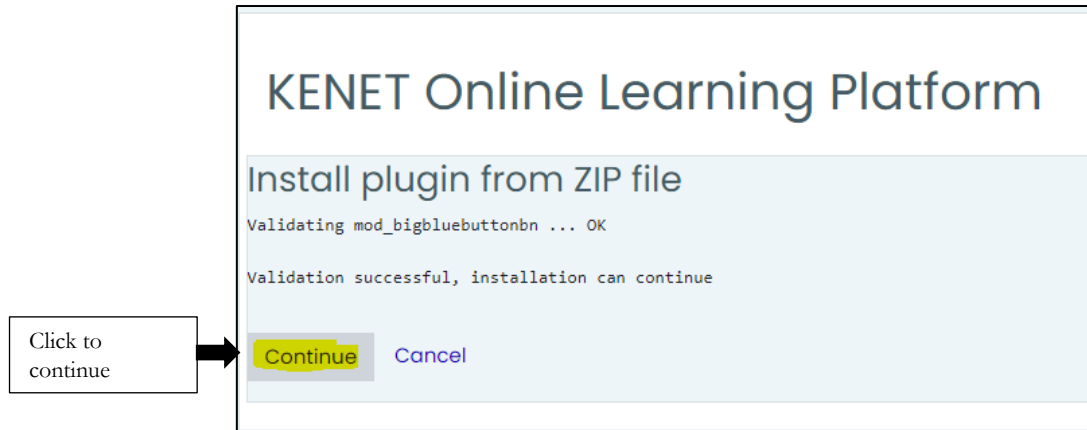 KENET Online Learning Platform
Install plugin from ZIP file
Validating mod_bigbluebuttonbn ... OK
Validation successful, installation can continue
Click to
continue
Continue Cancel